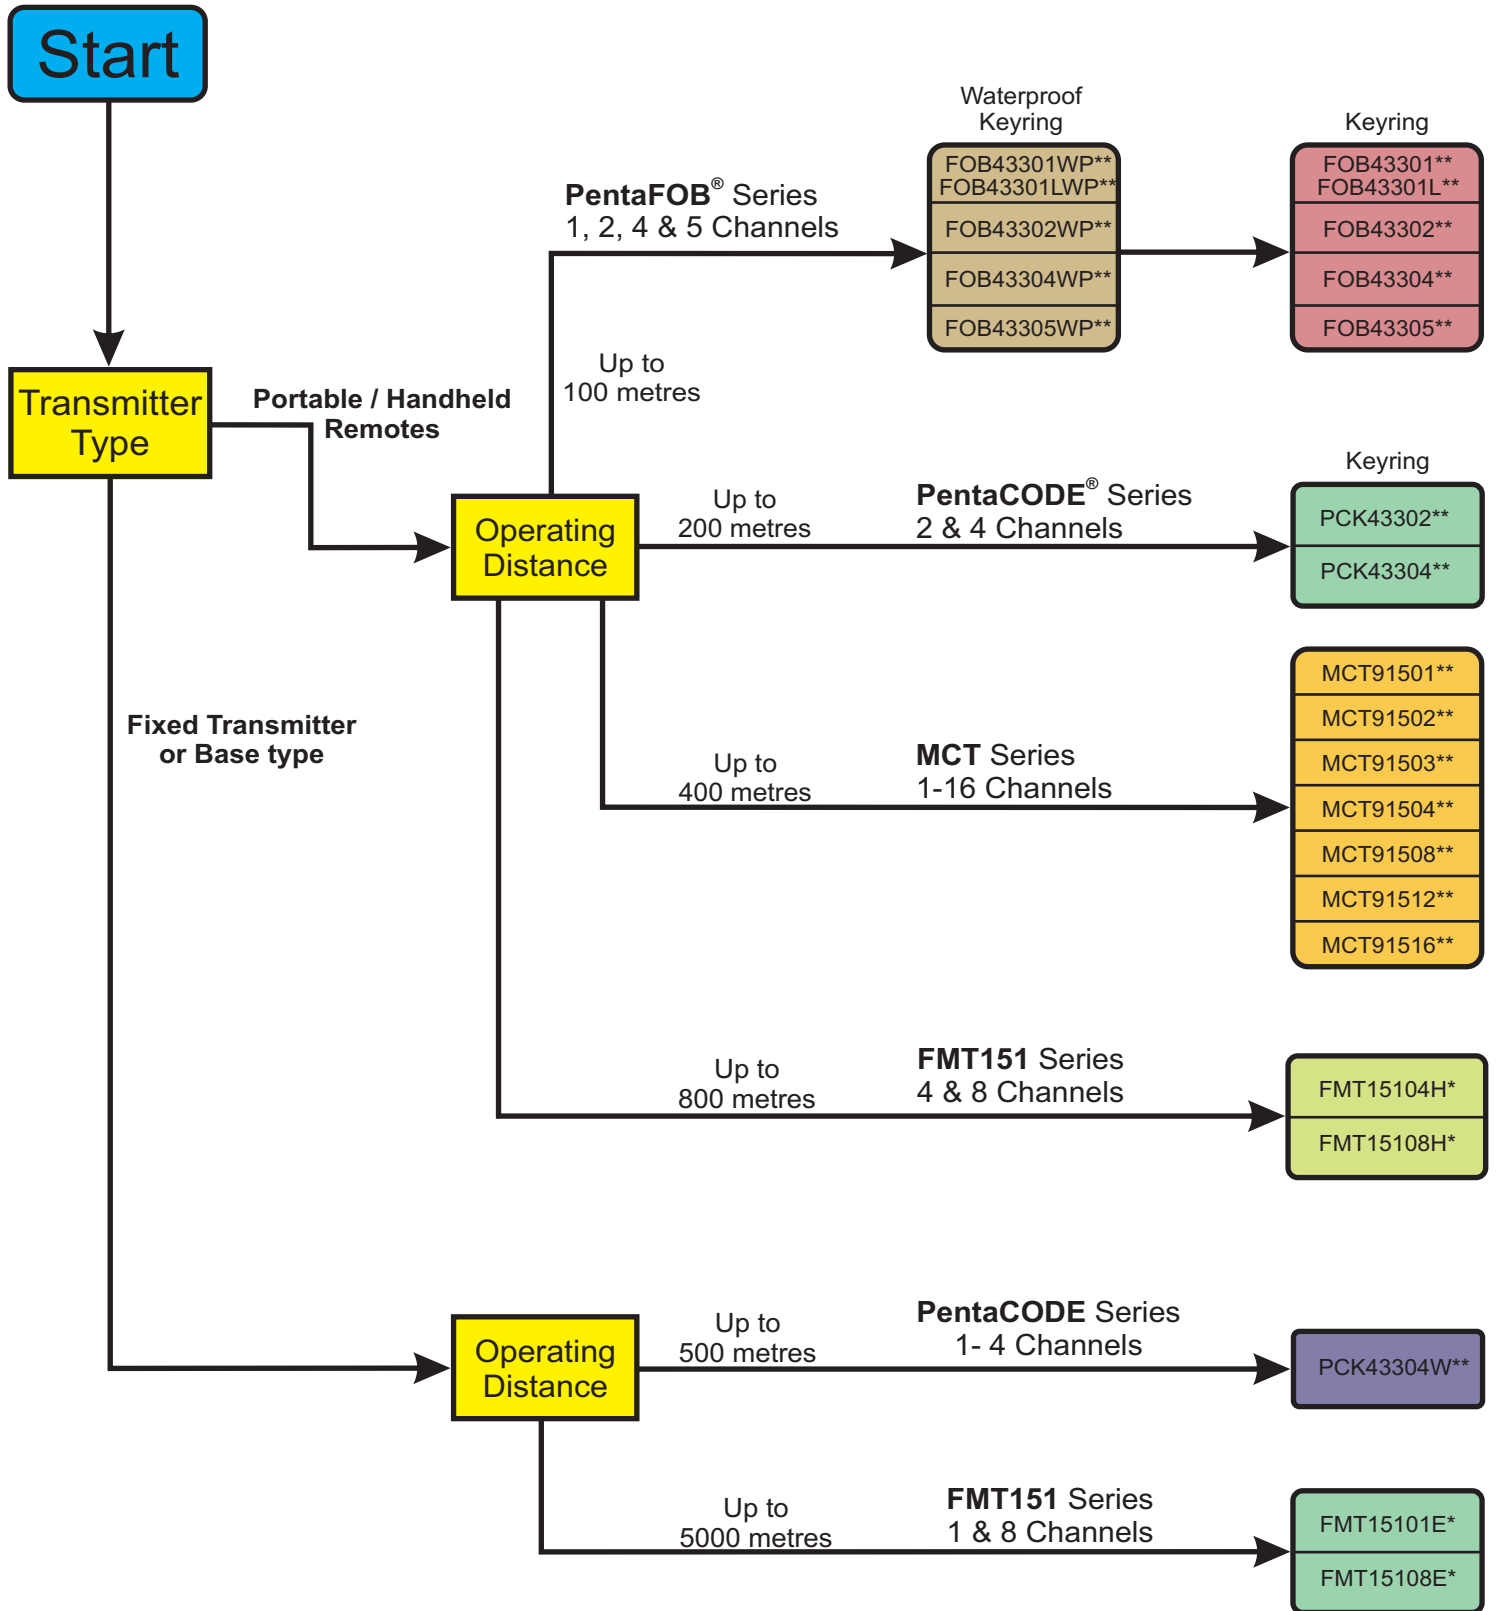 Start
Waterproof
Keyring
Keyring
FOB43301WP**
FOB43301LWP**
FOB43302WP**
FOB43304WP**
FOB43305WP**
FOB43301**
FOB43301L**
FOB43302**
FOB43304**
FOB43305**
PentaFOB® Series
1, 2, 4 & 5 Channels
Up to
100 metres
Transmitter
Type
Portable / Handheld
Remotes
Operating
Distance
Up to
200 metres
PentaCODE® Series
2 & 4 Channels
Keyring
PCK43302**
PCK43304**
Fixed Transmitter
or Base type
Up to
400 metres
MCT Series
1-16 Channels
MCT91501**
MCT91502**
MCT91503**
MCT91504**
MCT91508**
MCT91512**
MCT91516**
Up to
800 metres
FMT151 Series
4 & 8 Channels
FMT15104H*
FMT15108H*
Operating
Distance
Up to
500 metres
PentaCODE Series
1- 4 Channels
PCK43304W**
Up to
5000 metres
FMT151 Series
1 & 8 Channels
FMT15101E*
FMT15108E*